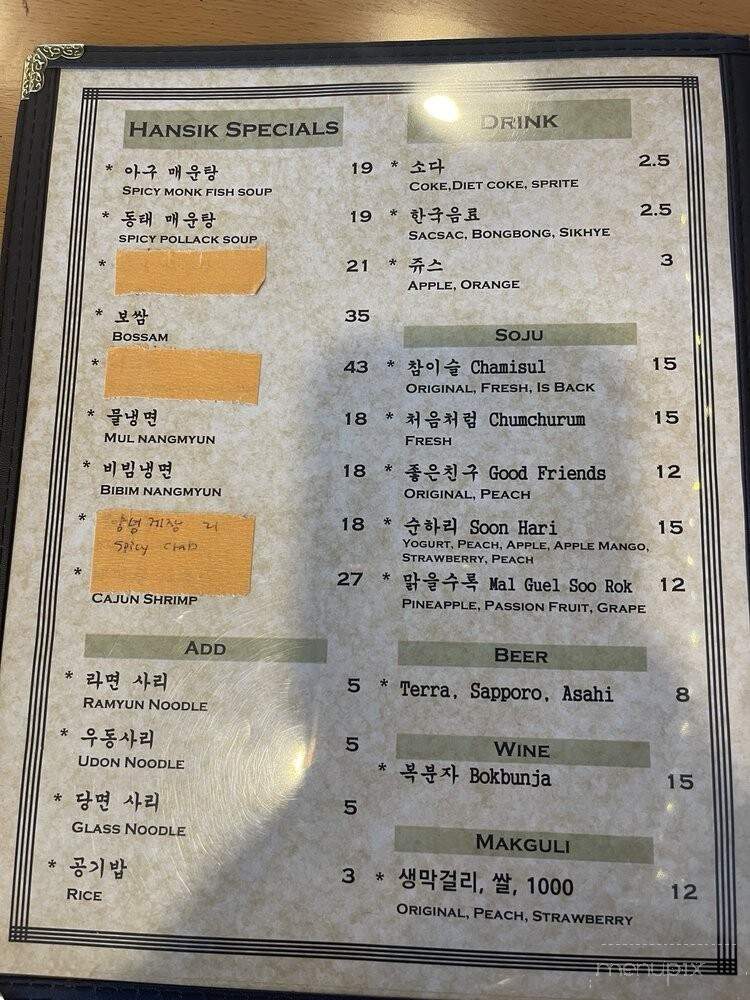 HANSIK SPECIALS
* 아구 매운탕 19
SPICY MONK FISH SOUP
* 동태 매운탕 19
SPICY POLLACK SOUP
* 21
* 보쌈 35
BOSSAM
* 43
* 물냉면 18
MUL NANGMYUN
* 비빔냉면 18
BIBIM NANGMYUN
* 양념게장 18
Spicy
* 27
CAJUN SHRIMP
ADD
* 라면 사리 5
RAMYUN NOODLE
* 우동사리 5
UDON NOODLE
* 당면 사리 5
GLASS NOODLE
* 공기밥 3
RICE
DRINK
* 소다 2.5
COKE,DIET COKE, SPRITE
* 한국음료 2.5
SACSAC, BONGBONG, SIKHYE
* 쥬스 3
APPLE, ORANGE
SOJU
* 참이슬 Chamisul 15
ORIGINAL, FRESH, IS BACK
* 처음처럼 Chumchurum 15
FRESH
* 좋은친구 Good Friends 12
ORIGINAL, PEACH
* 순하리 Soon Hari 15
YOGURT, PEACH, APPLE, APPLE MANGO,
STRAWBERRY, PEACH
* 맑을수록 Mal Guel Soo Rok 12
PINEAPPLE, PASSION FRUIT, GRAPE
BEER
* Terra, Sapporo, Asahi 8
WINE
* 복분자 Bokbunja 15
MAKGULI
* 생막걸리, 쌀, 1000 12
ORIGINAL, PEACH, STRAWBERRY
menupix